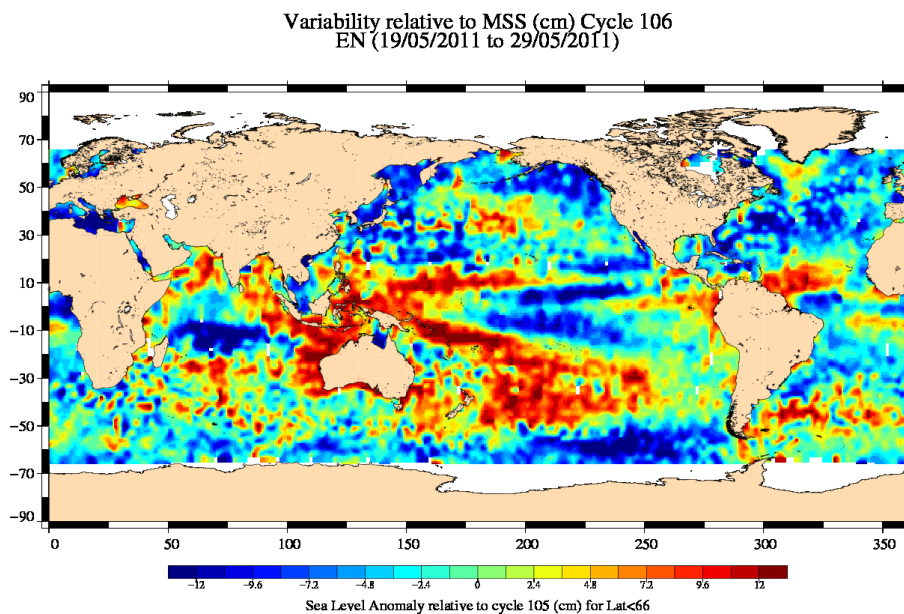 Variability relative to MSS (cm) Cycle 106
EN (19/05/2011 to 29/05/2011)
90
70
50
30
10
−10
−30
−50
−70
−90
0 50 100 150 200 250 300 350
−12 −9.6 −7.2 −4.8 −2.4 0 2.4 4.8 7.2 9.6 12
Sea Level Anomaly relative to cycle 105 (cm) for Lat<66